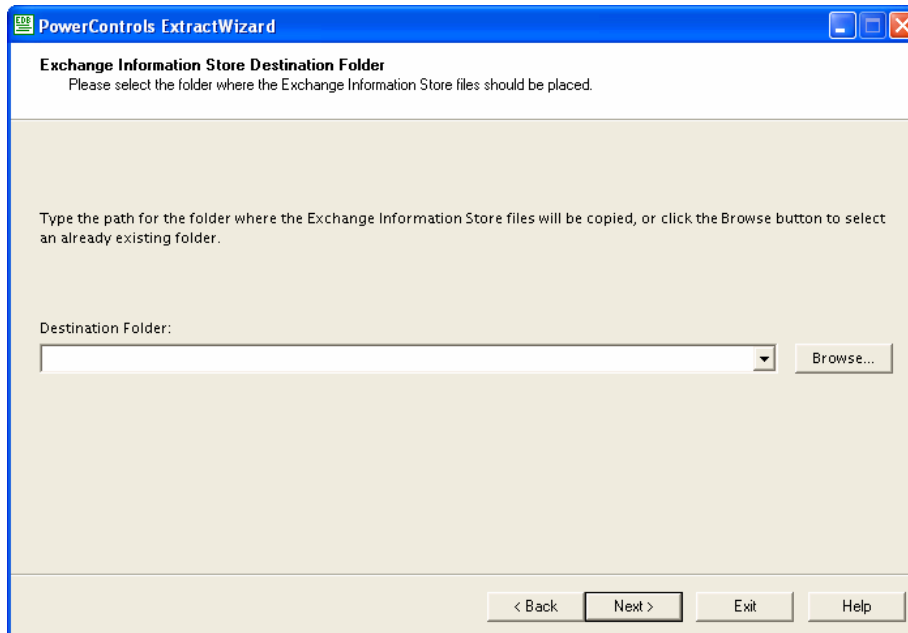 EDB PowerControls ExtractWizard
Exchange Information Store Destination Folder
Please select the folder where the Exchange Information Store files should be placed.
Type the path for the folder where the Exchange Information Store files will be copied, or click the Browse button to select
an already existing folder.
Destination Folder:
Browse...
< Back Next > Exit Help